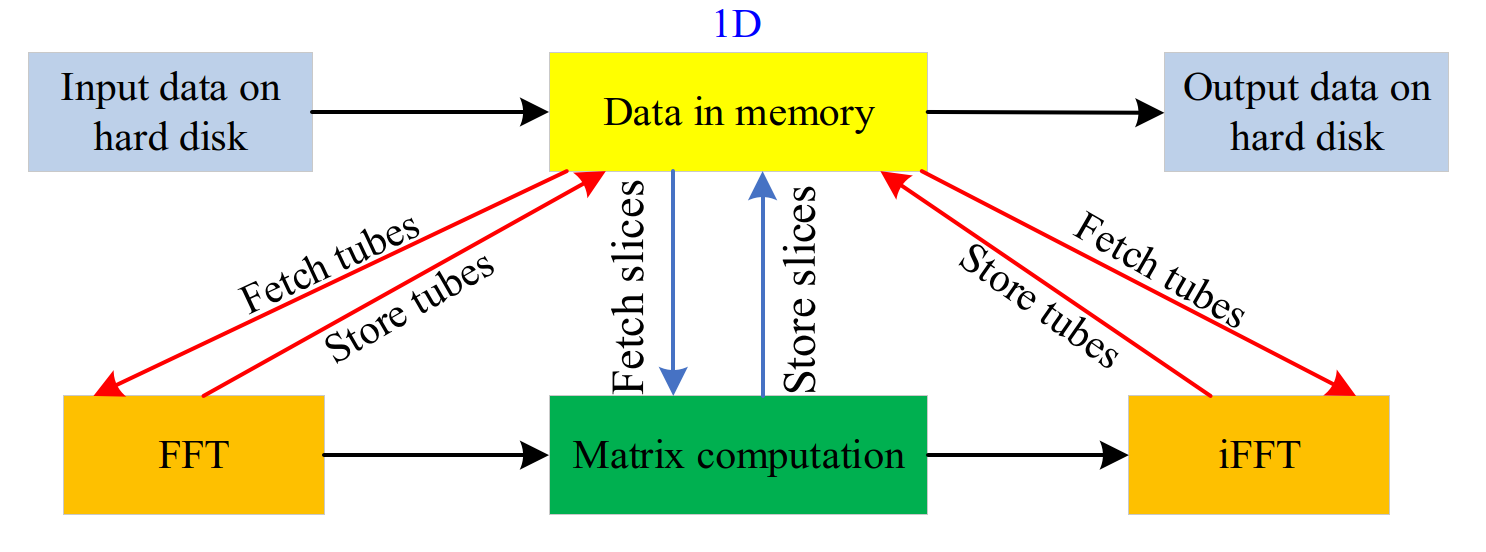 1D
Input data on
hard disk
Data in memory
Output data on
hard disk
Fetch tubes
Store tubes
Fetch slices
Store slices
Store tubes
Fetch tubes
FFT
Matrix computation
iFFT